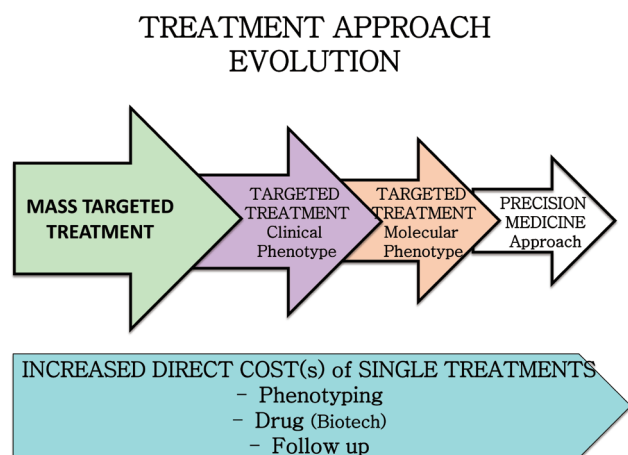 TREATMENT APPROACH
EVOLUTION
MASS TARGETED
TREATMENT
TARGETED
TREATMENT
Clinical
Phenotype
TARGETED
TREATMENT
Molecular
Phenotype
PRECISION
MEDICINE
Approach
INCREASED DIRECT COST(s) of SINGLE TREATMENTS
- Phenotyping
- Drug (Biotech)
- Follow up